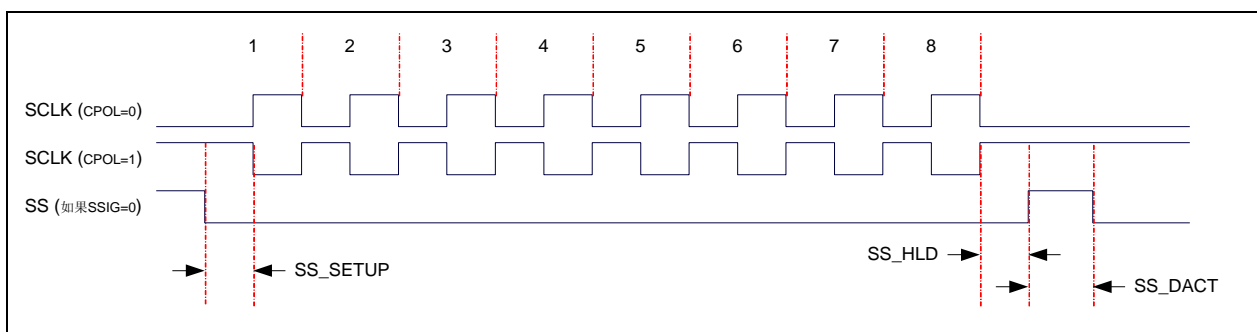 1 2 3 4 5 6 7 8
SCLK (CPOL=0)
SCLK (CPOL=1)
SS (如果SSIG=0)
SS_SETUP
SS_HLD
SS_DACT